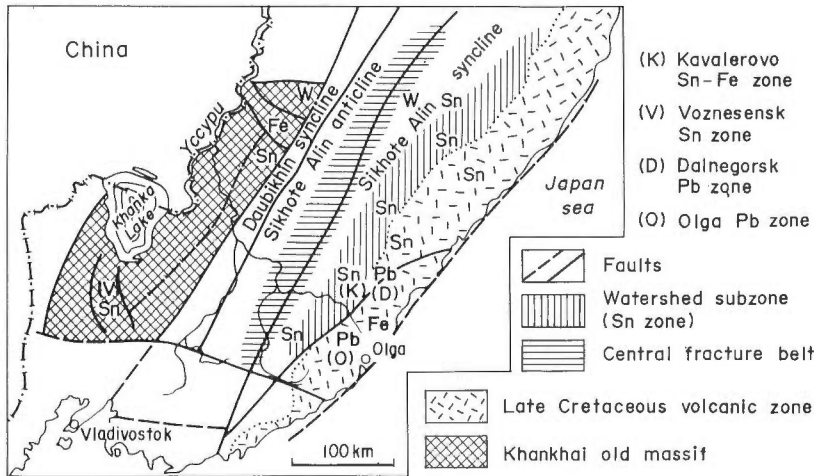 China
Yccypu
Khanka
Lake
W
Fe
Sn
(V)
Sn
Daubikhin syncline
Sikhote Alin anticline
W
Sikhote Alin syncline
Sn
Sn
Sn
Sn
Sn
Sn Pb
(K) (D)
Sn
Fe
Pb
(O)
Olga
Japan
sea
Vladivostok
100 km
(K) Kavalerovo
Sn-Fe zone
(V) Voznesensk
Sn zone
(D) Dalnegorsk
Pb zone
(O) Olga Pb zone
Faults
Watershed subzone
(Sn zone)
Central fracture belt
Late Cretaceous volcanic zone
Khankhai old massif